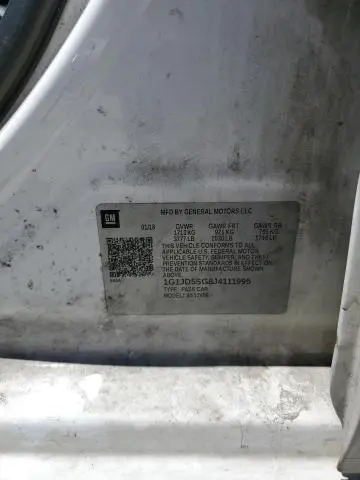 MFD BY GENERAL MOTORS LLC
GM
01/18 GVWR GAWR FRT GAWR RR
1713 KG 921 KG KG
3777 LB 2030 LB LB
THIS VEHICLE CONFORMS TO ALL
APPLICABLE U.S. FEDERAL MOTOR
VEHICLE SAFETY, BUMPER, AND THEFT
PREVENTION STANDARDS IN EFFECT ON
THE DATE OF MANUFACTURE SHOWN
ABOVE.
1G1JD5SG8J4111995
TYPE: PASS CAR
MODEL: